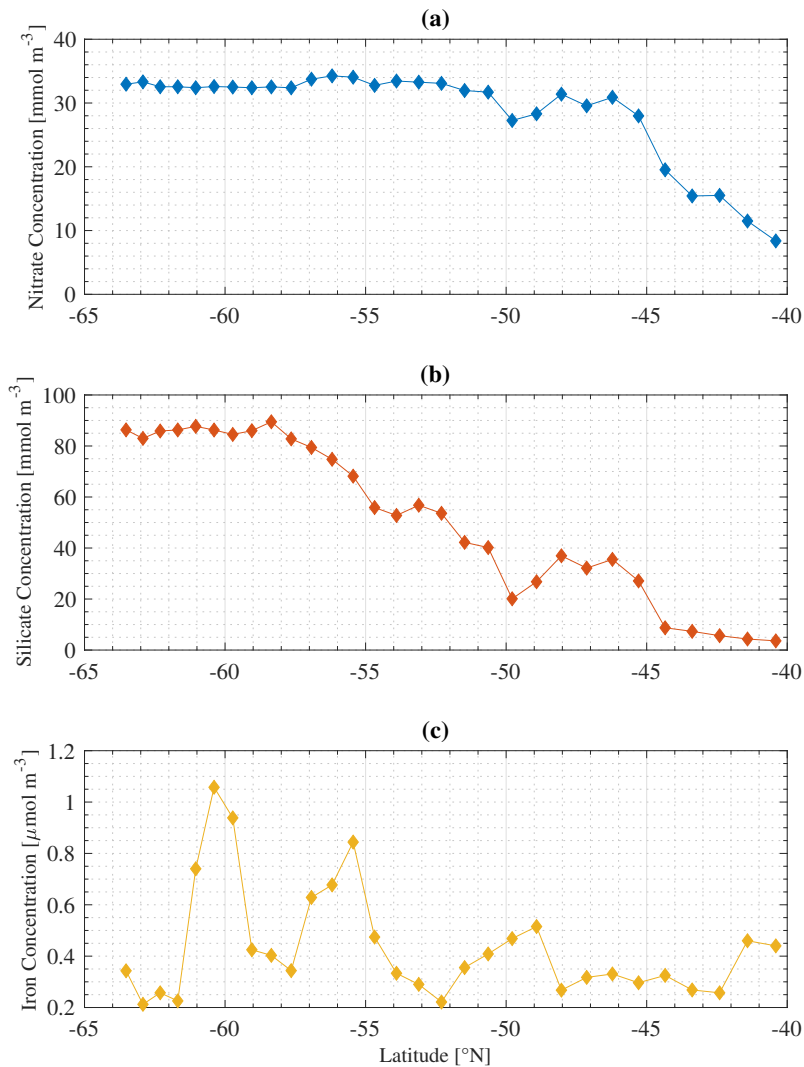 (a)
Nitrate Concentration [mmol m-3]
40
30
20
10
0
-65 -60 -55 -50 -45 -40
(b)
Silicate Concentration [mmol m-3]
100
80
60
40
20
0
-65 -60 -55 -50 -45 -40
(c)
Iron Concentration [μmol m-3]
1.2
1
0.8
0.6
0.4
0.2
-65 -60 -55 -50 -45 -40
Latitude [°N]